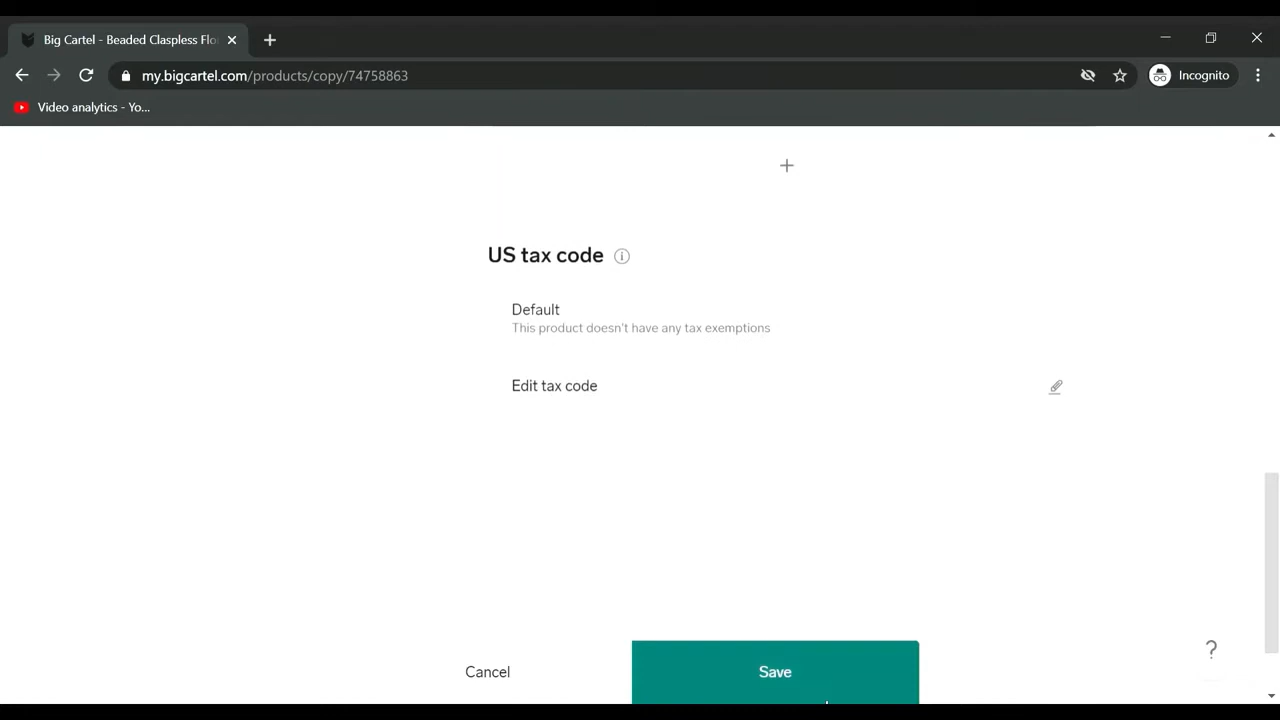 Big Cartel - Beaded Claspless Flo
my.bigcartel.com/products/copy/74758863
Incognito
Video analytics - Yo...
US tax code
Default
This product doesn't have any tax exemptions
Edit tax code
Cancel
Save
?